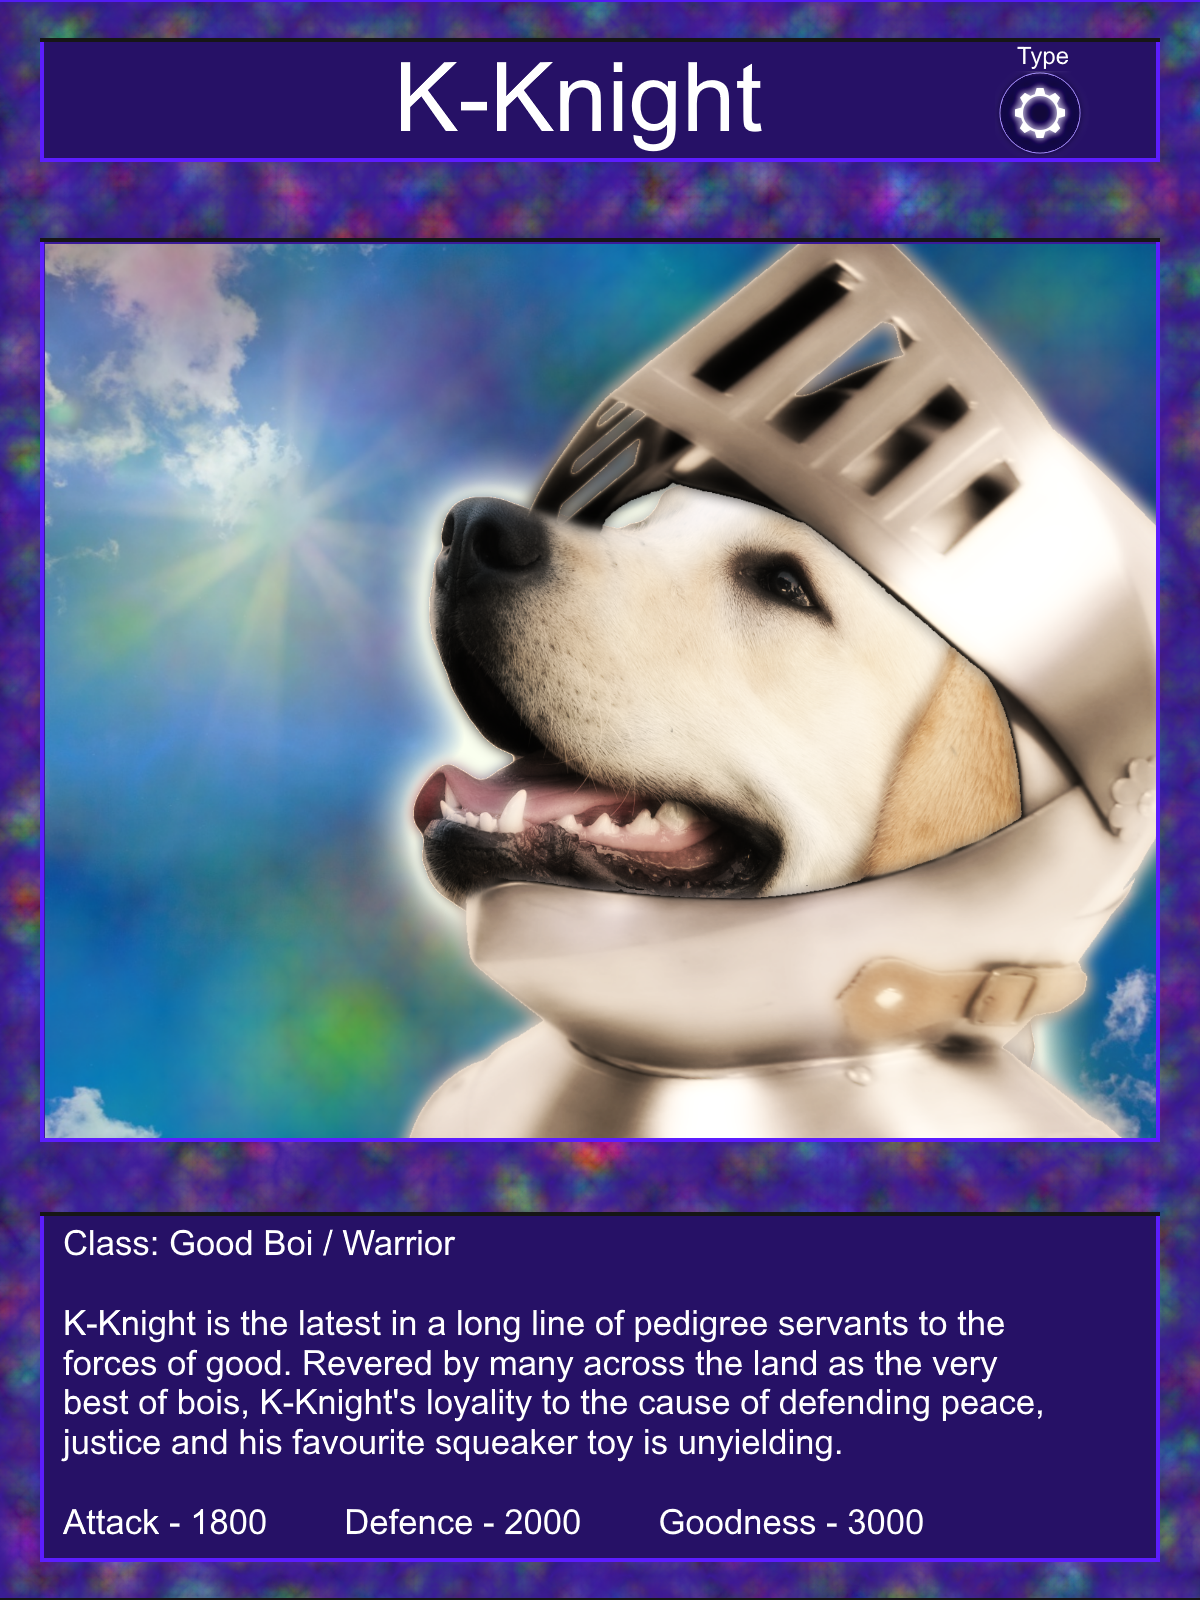 K-Knight
Type
Class: Good Boi / Warrior
K-Knight is the latest in a long line of pedigree servants to the
forces of good. Revered by many across the land as the very
best of bois, K-Knight's loyality to the cause of defending peace,
justice and his favourite squeaker toy is unyielding.
Attack - 1800 Defence - 2000 Goodness - 3000